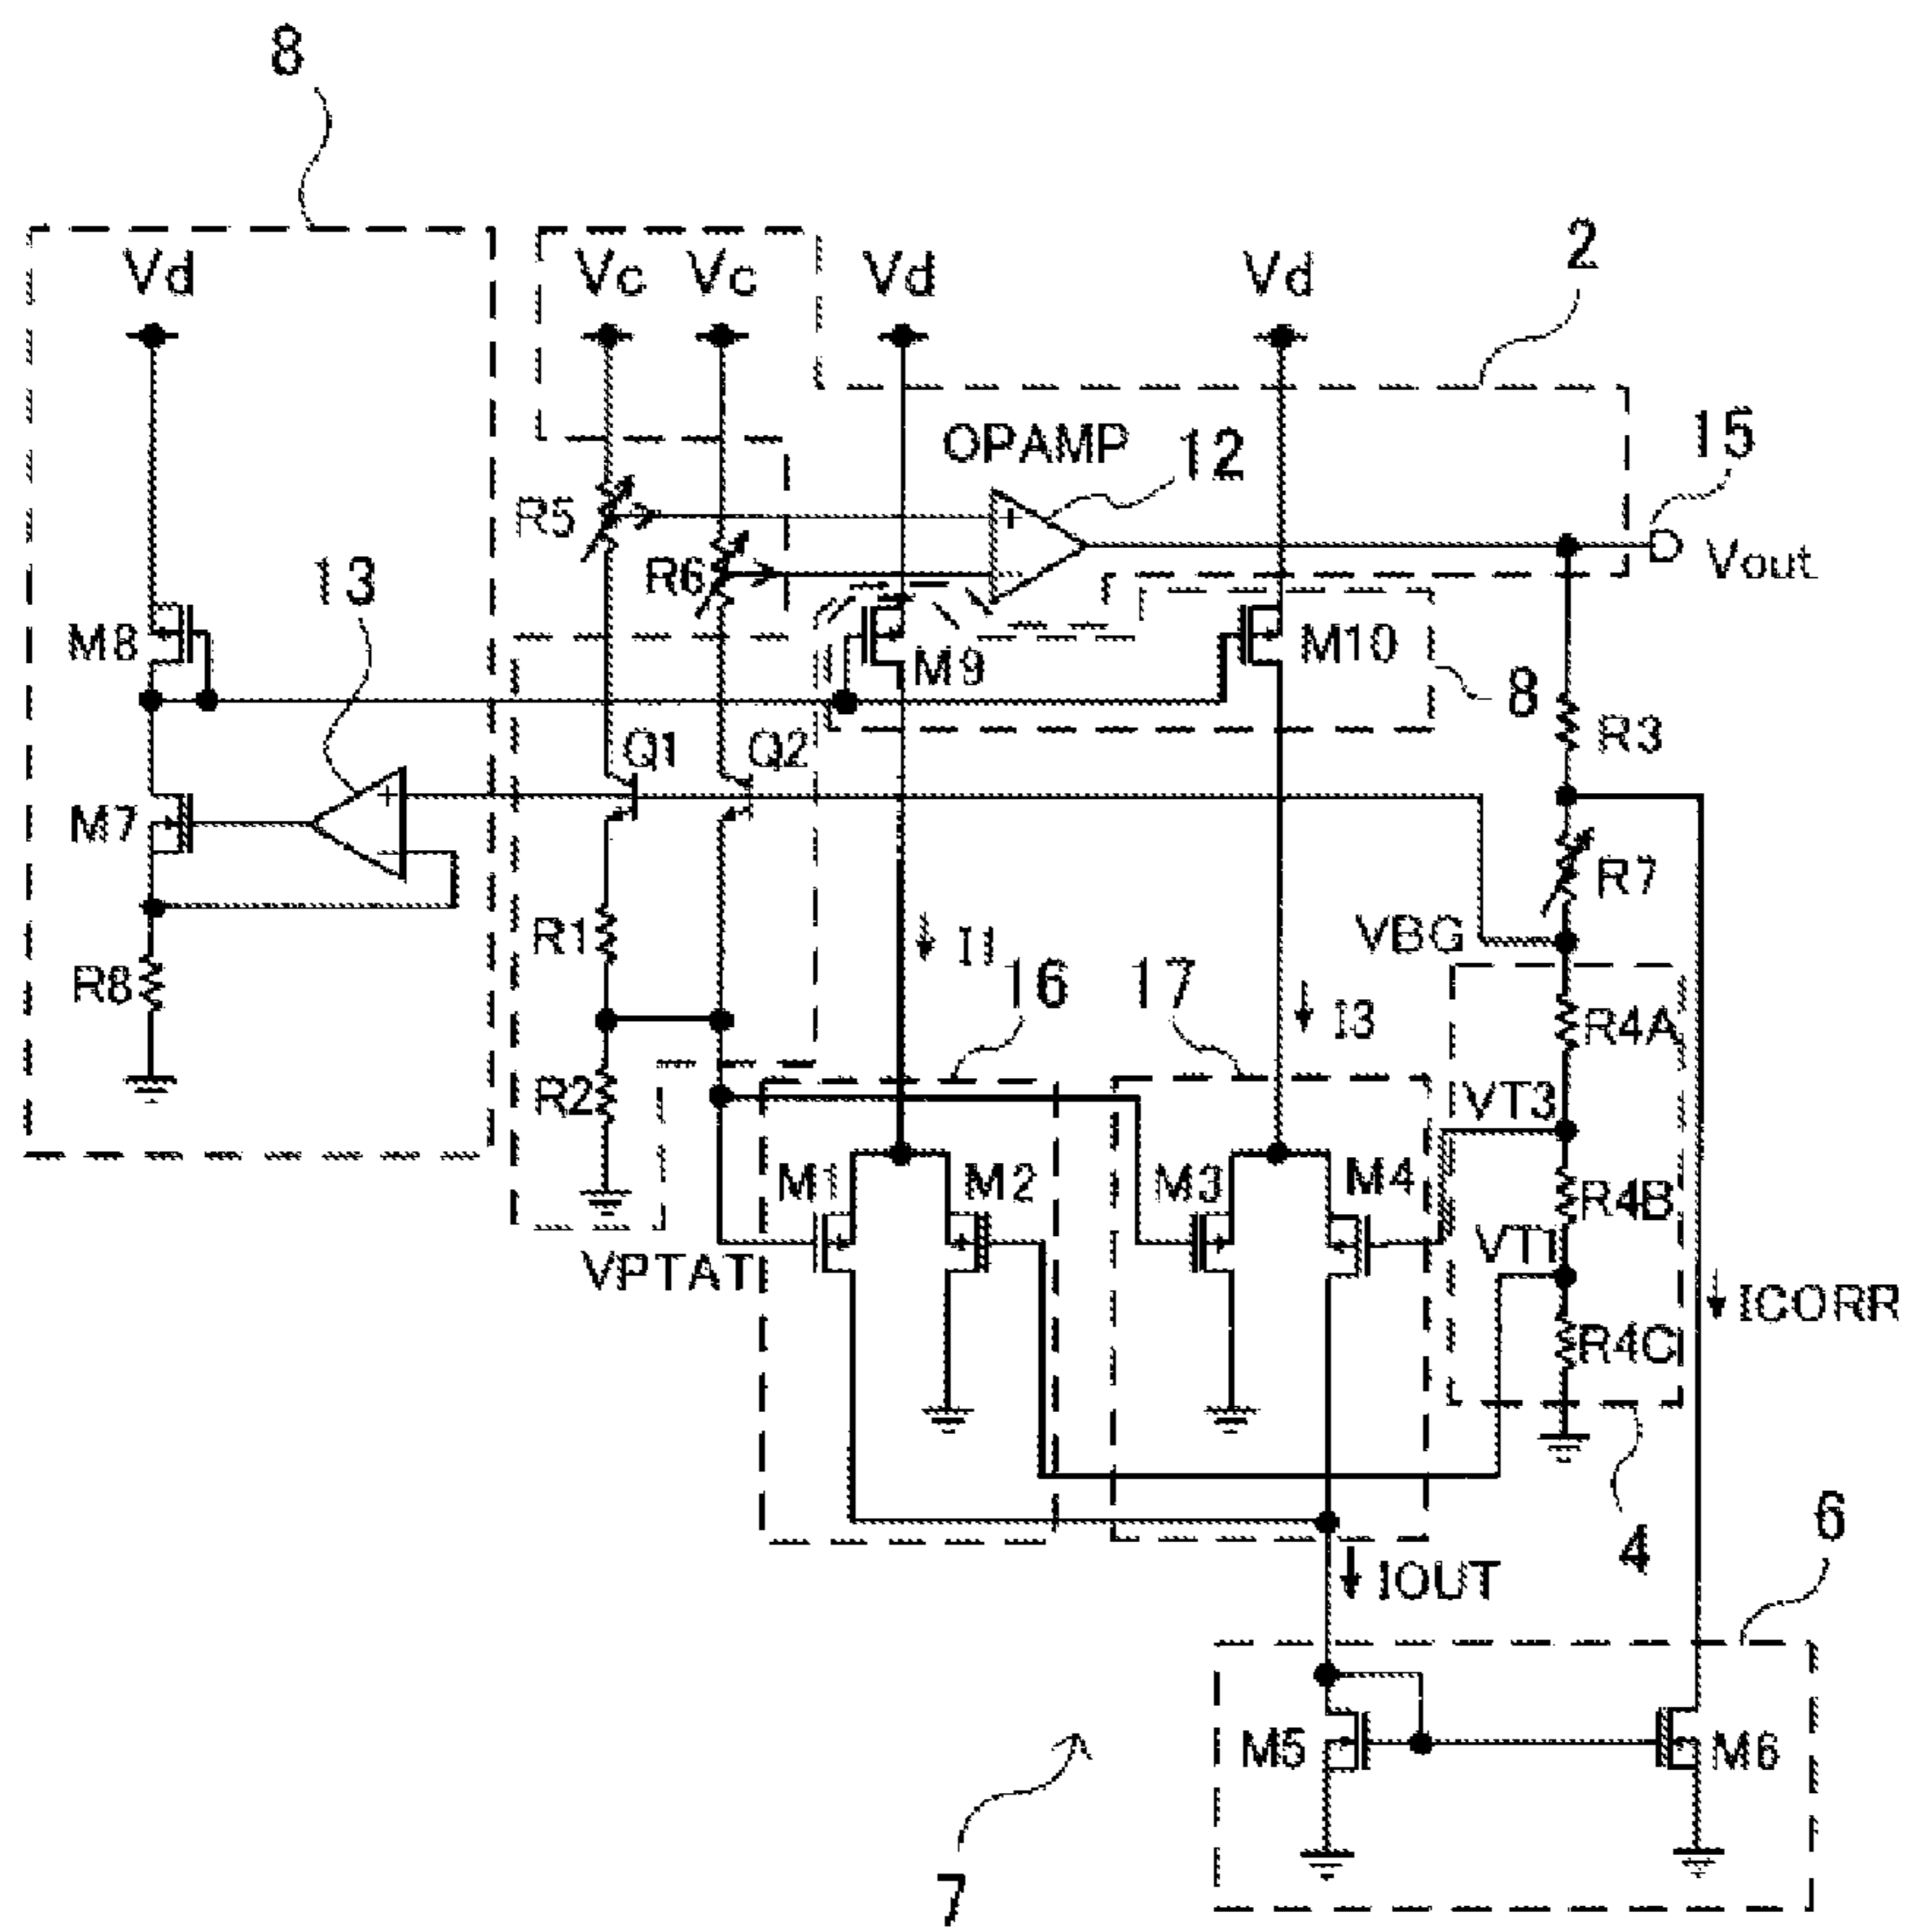 8
2
Vd
Vc
Vc
Vd
Vd
OPAMP
12
15
R5
R6
Vout
13
M8
M9
M10
8
R3
Q1
Q2
M7
R7
VBG
R1
I1
16
17
R8
I3
R4A
R2
VT3
M1
M2
M3
M4
R4B
VT1
VPTAT
ICORR
R4C
4
6
IOUT
M5
M6
7